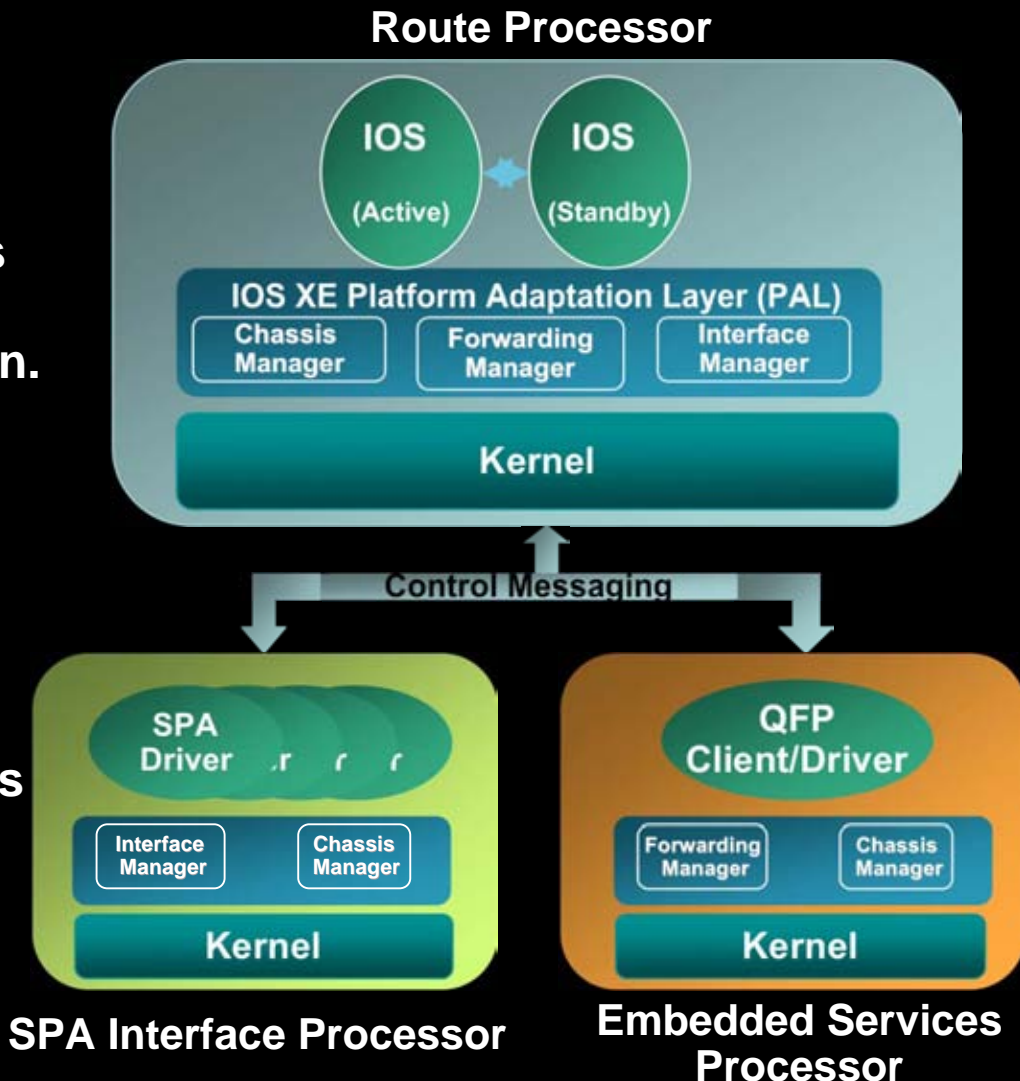 Route Processor
IOS
(Active)
IOS
(Standby)
s
n.
IOS XE Platform Adaptation Layer (PAL)
Chassis
Manager
Forwarding
Manager
Interface
Manager
Kernel
Control Messaging
SPA
Driver
.r
r
r
s
Interface
Manager
Chassis
Manager
Kernel
SPA Interface Processor
QFP
Client/Driver
Forwarding
Manager
Chassis
Manager
Kernel
Embedded Services
Processor